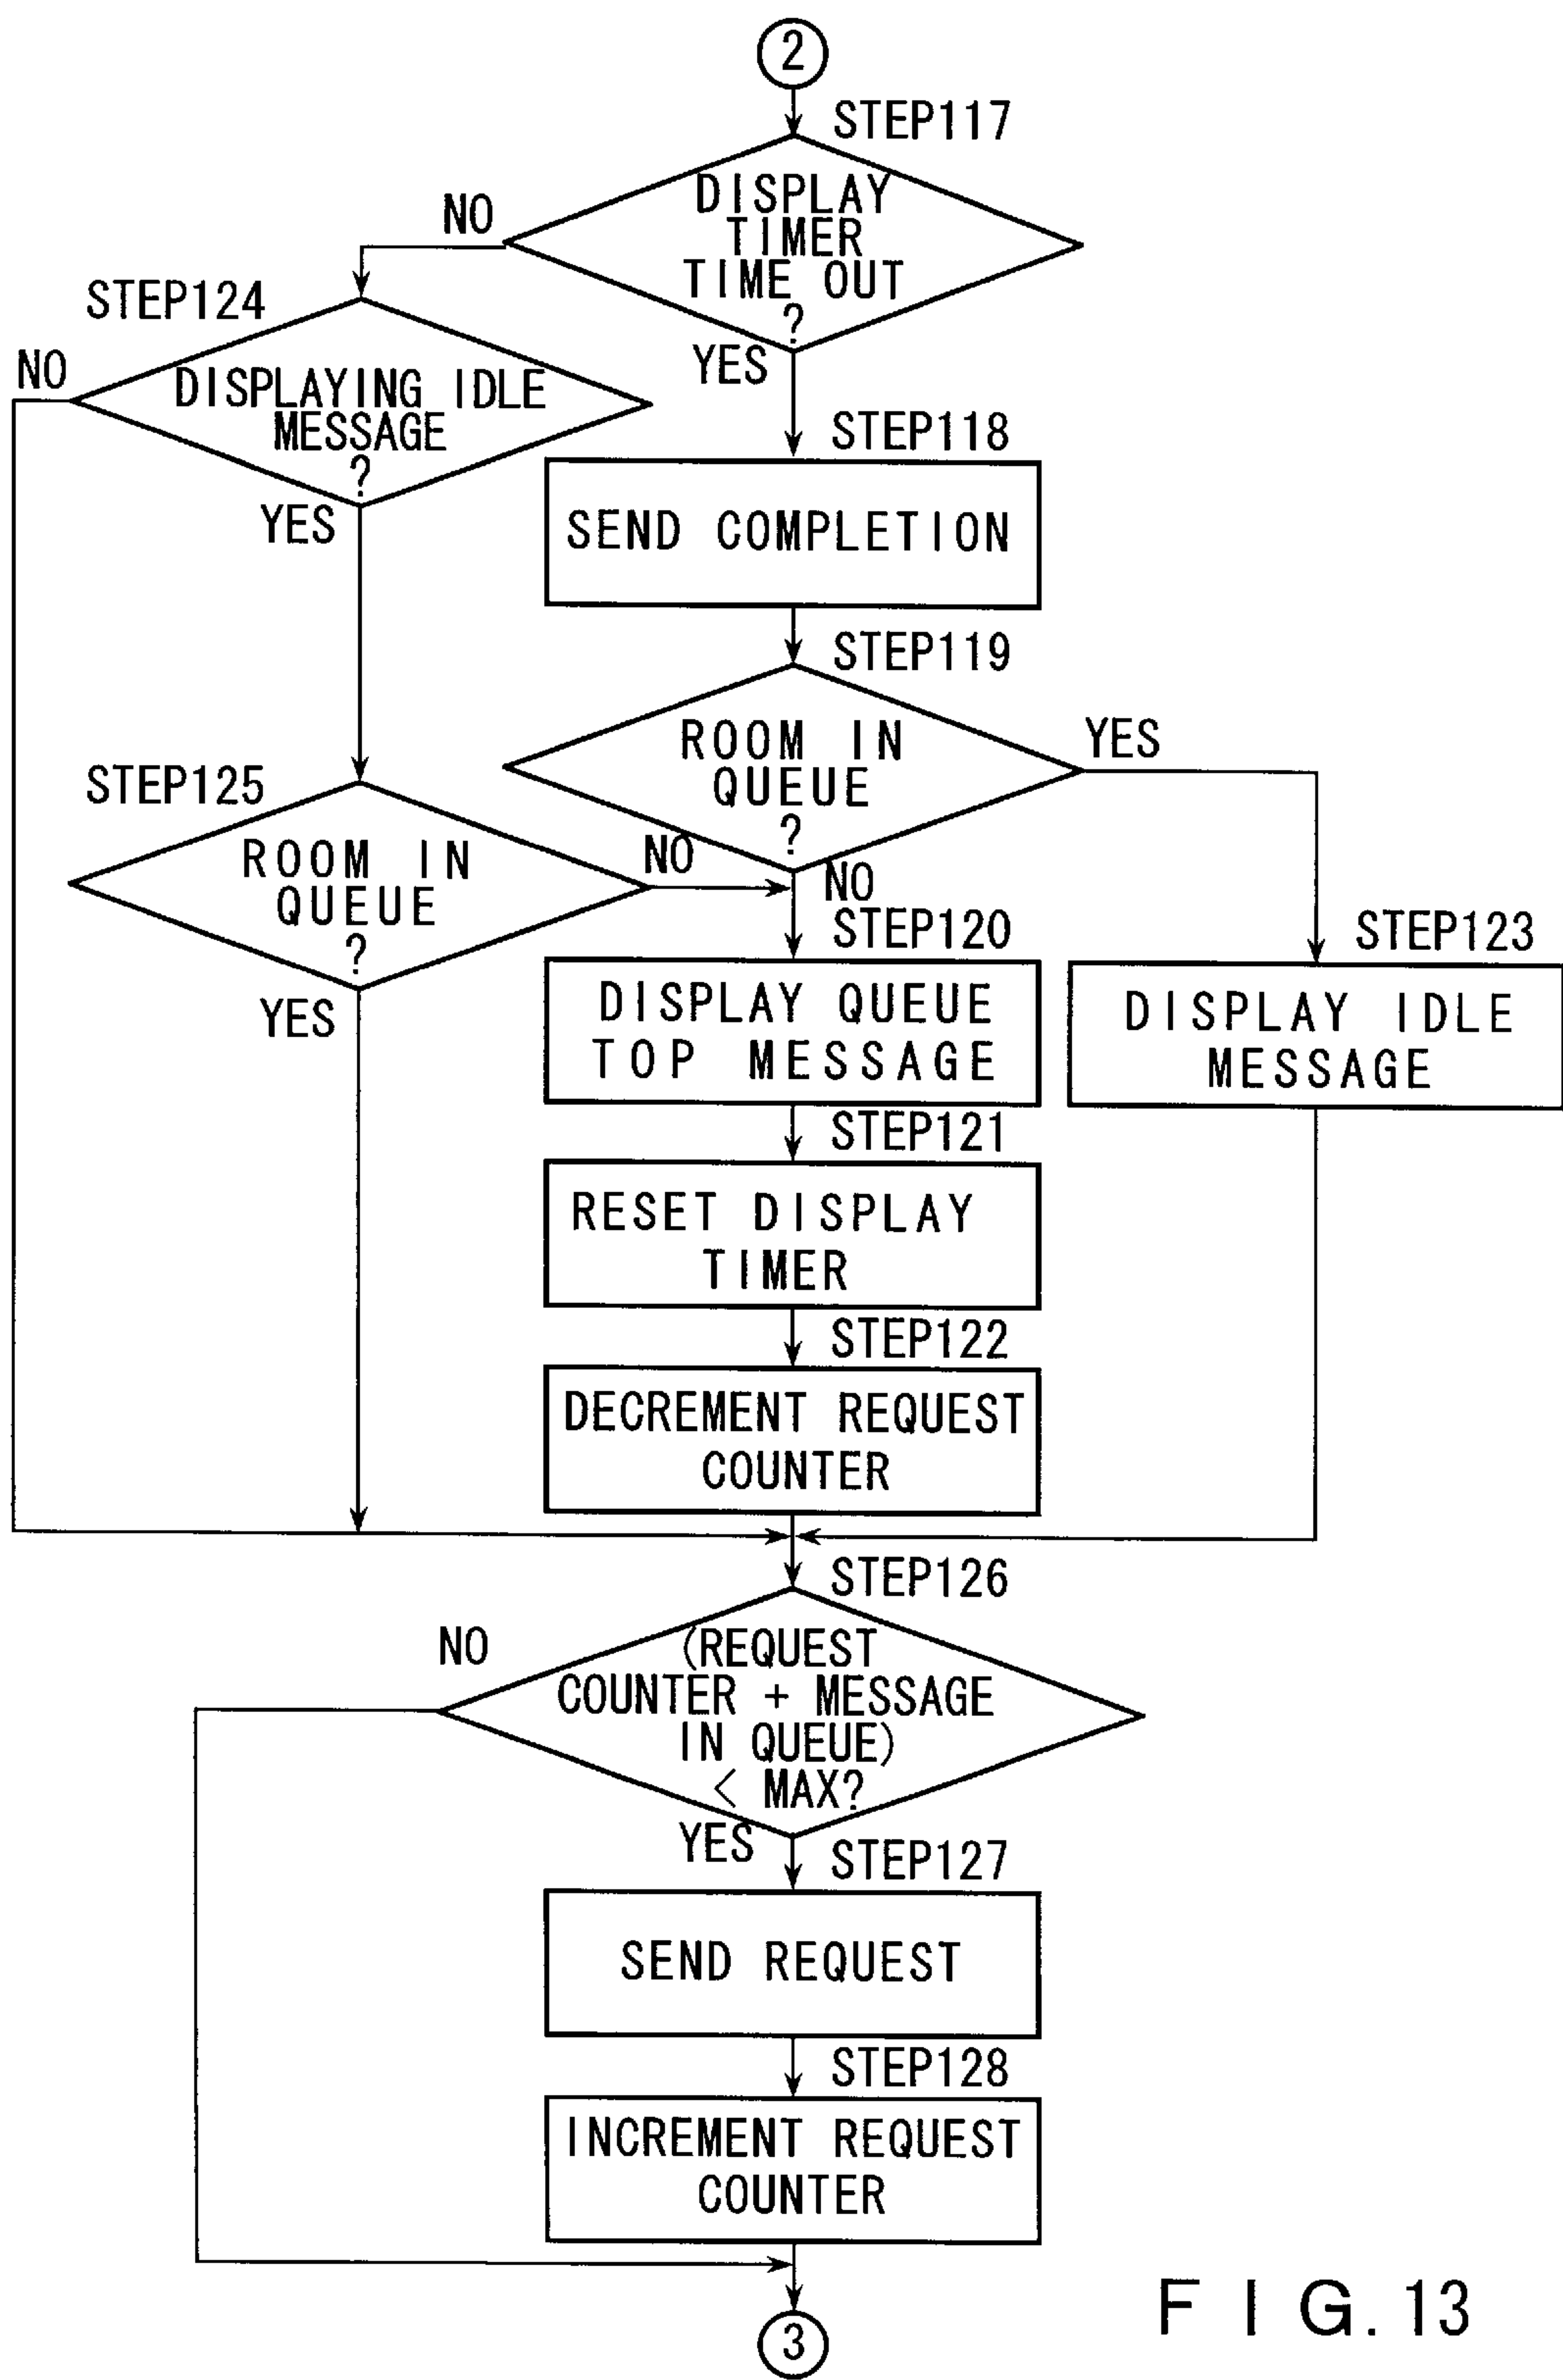 2
STEP117
DISPLAY
TIMER
TIME OUT
?
NO
YES
STEP124
DISPLAYING IDLE
MESSAGE
?
NO
YES
STEP118
SEND COMPLETION
STEP119
ROOM IN
QUEUE
?
YES
NO
STEP125
ROOM IN
QUEUE
?
NO
YES
STEP120
DISPLAY QUEUE
TOP MESSAGE
STEP123
DISPLAY IDLE
MESSAGE
STEP121
RESET DISPLAY
TIMER
STEP122
DECREMENT REQUEST
COUNTER
STEP126
(REQUEST
COUNTER + MESSAGE
IN QUEUE)
< MAX?
NO
YES
STEP127
SEND REQUEST
STEP128
INCREMENT REQUEST
COUNTER
3
FIG.13